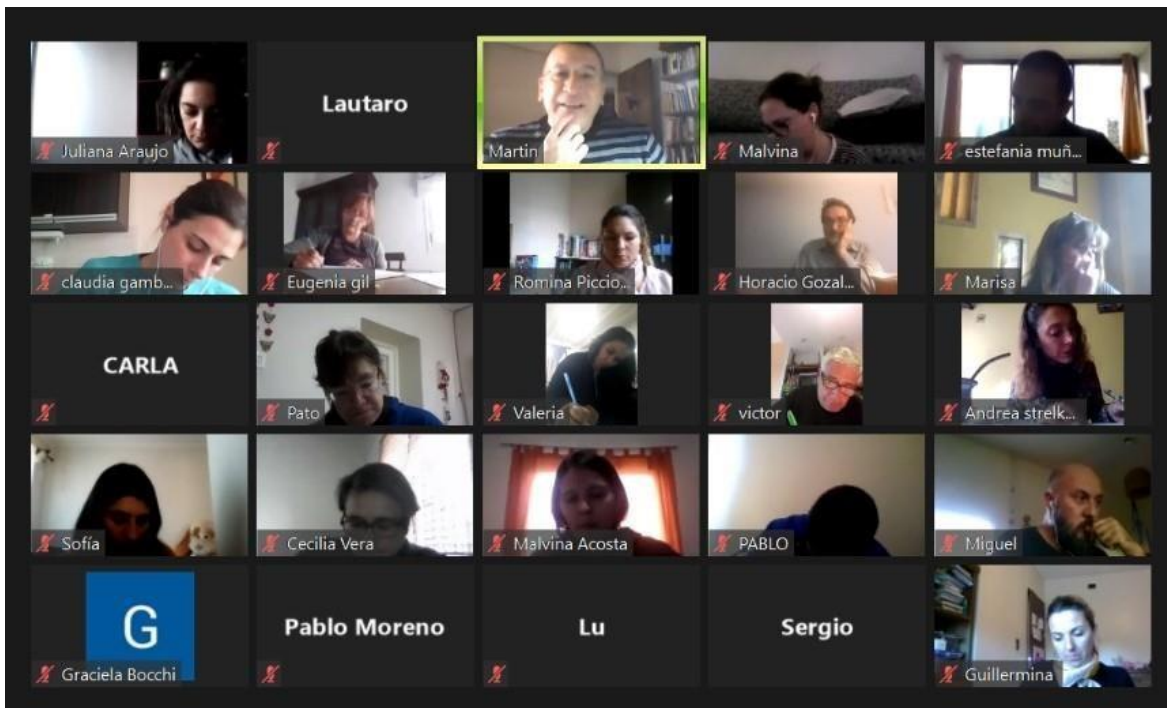 Juliana Araujo
Lautaro
Martin
Malvina
estefania muñ...
claudia gamb...
Eugenia gil
Romina Piccio...
Horacio Gozal...
Marisa
CARLA
Pato
Valeria
victor
Andrea strelk...
Sofía
Cecilia Vera
Malvina Acosta
PABLO
Miguel
G
Graciela Bocchi
Pablo Moreno
Lu
Sergio
Guillermina